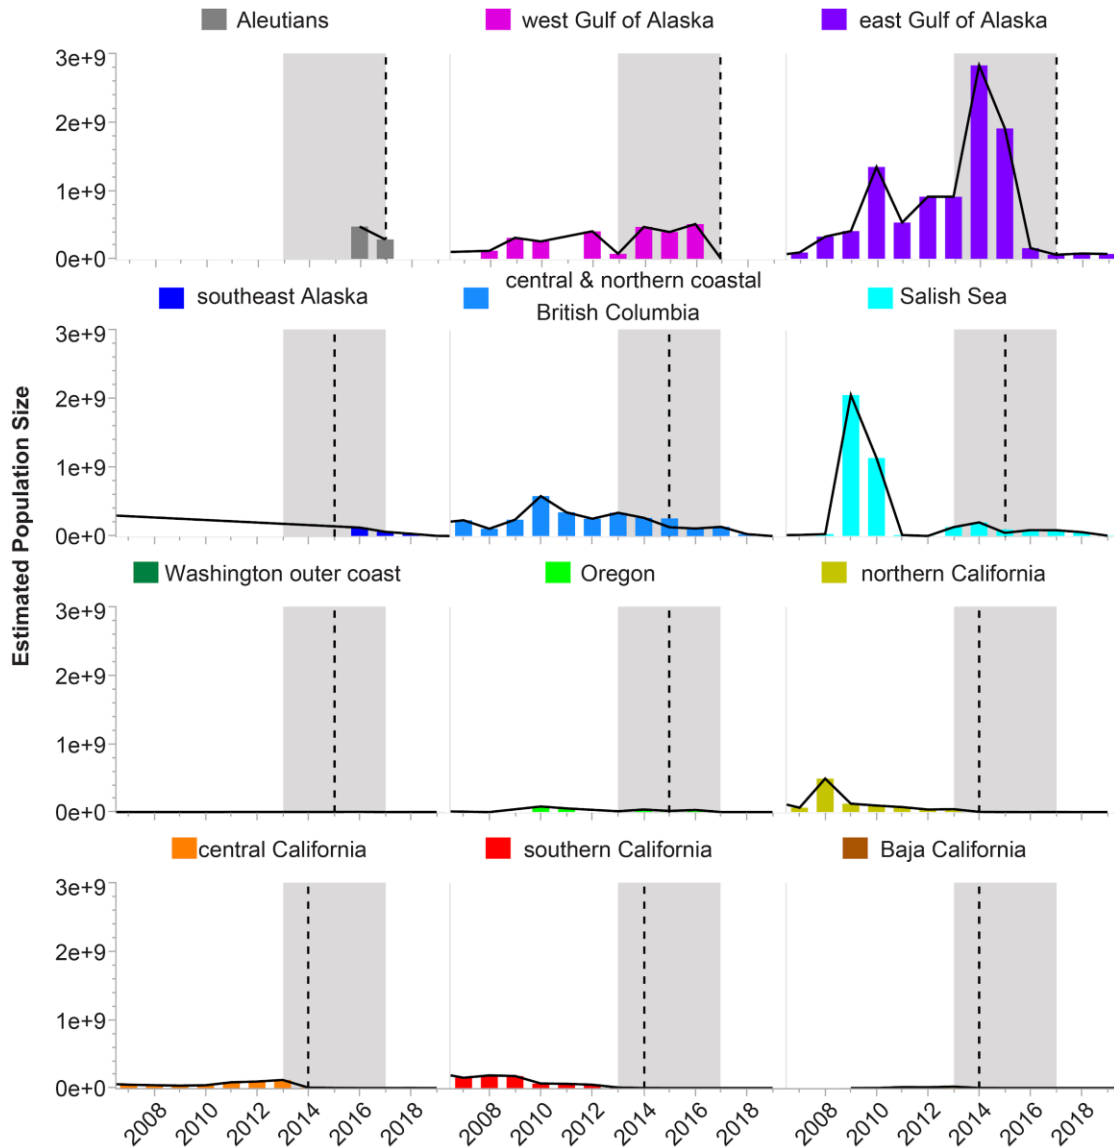 Aleutians
west Gulf of Alaska
east Gulf of Alaska
3e+9
2e+9
1e+9
0e+0
southeast Alaska
central & northern coastal
British Columbia
Salish Sea
3e+9
2e+9
1e+9
0e+0
Estimated Population Size
Washington outer coast
Oregon
northern California
3e+9
2e+9
1e+9
0e+0
central California
southern California
Baja California
3e+9
2e+9
1e+9
0e+0
2008 2010 2012 2014 2016 2018 2008 2010 2012 2014 2016 2018 2008 2010 2012 2014 2016 2018